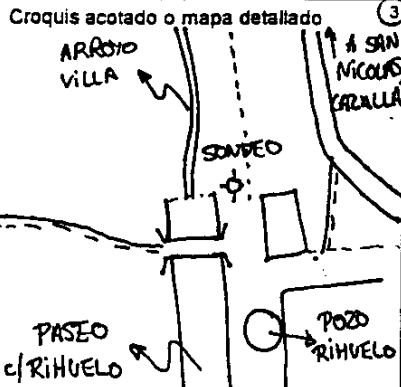 Croquis acotado o mapa detallado
3
ARROYO
VILLA
A SAN
NICOLAS
CAZALLA
SONDEO
PASEO
c/RIHUELO
POZO
RIHUELO